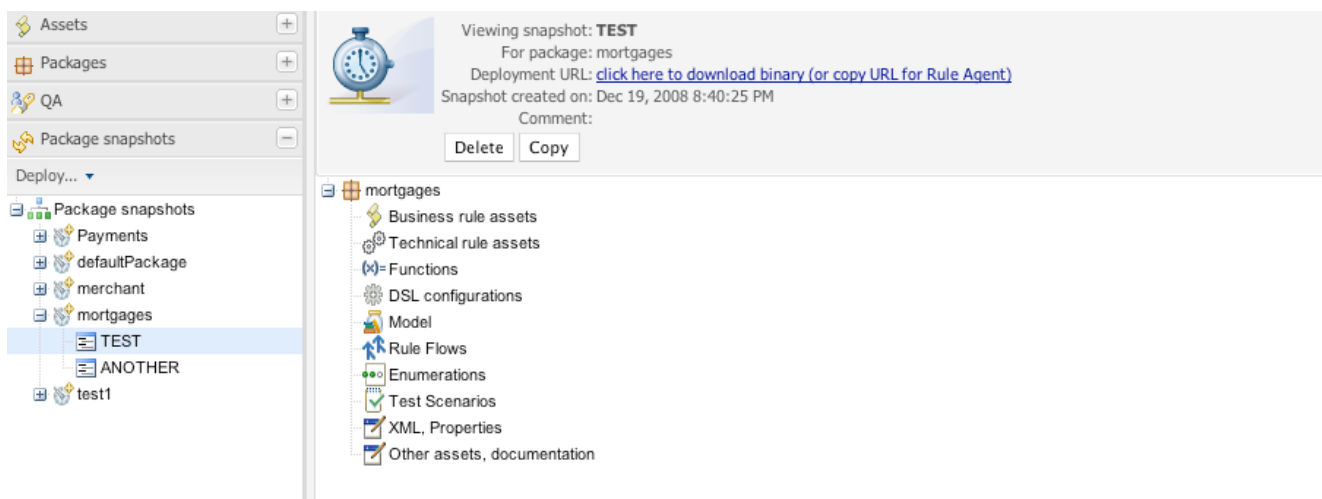 Assets
Packages
QA
Package snapshots
Deploy...
Package snapshots
Payments
defaultPackage
merchant
mortgages
TEST
ANOTHER
test1
Viewing snapshot: TEST
For package: mortgages
Deployment URL: click here to download binary (or copy URL for Rule Agent)
Snapshot created on: Dec 19, 2008 8:40:25 PM
Comment:
Delete Copy
mortgages
Business rule assets
Technical rule assets
(x)= Functions
DSL configurations
Model
Rule Flows
Enumerations
Test Scenarios
XML, Properties
Other assets, documentation